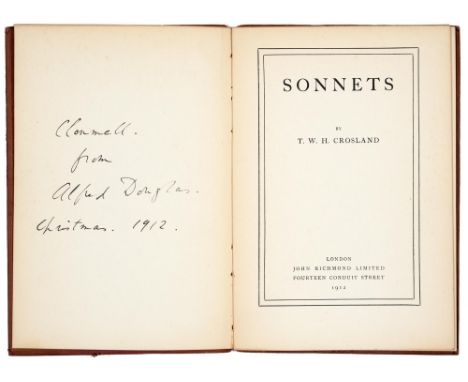 Clonmell.
from
Alfred Douglas.
Christmas. 1912.
SONNETS
BY
T. W. H. CROSLAND
LONDON
JOHN RICHMOND LIMITED
FOURTEEN CONDUIT STREET
1912